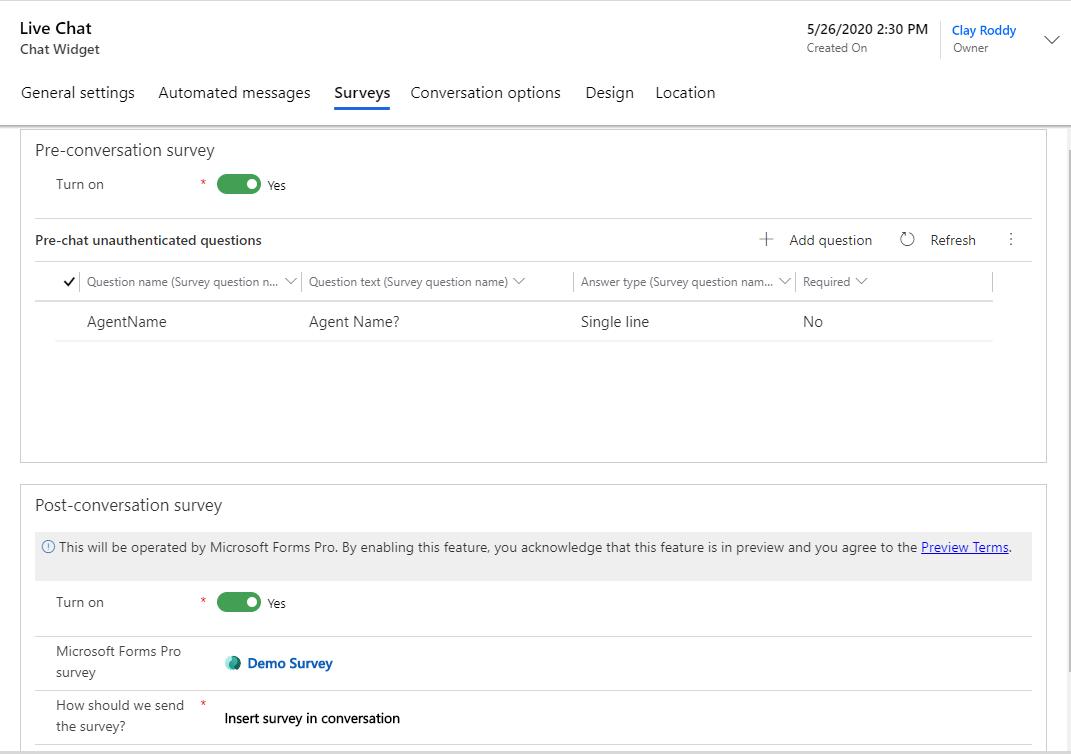 Live Chat
Chat Widget
5/26/2020 2:30 PM
Created On
Clay Roddy
Owner
General settings Automated messages Surveys Conversation options Design Location
Pre-conversation survey
Turn on * Yes
Pre-chat unauthenticated questions + Add question Refresh
Question name (Survey question n... Question text (Survey question name) Answer type (Survey question nam... Required
AgentName Agent Name? Single line No
Post-conversation survey
This will be operated by Microsoft Forms Pro. By enabling this feature, you acknowledge that this feature is in preview and you agree to the Preview Terms.
Turn on * Yes
Microsoft Forms Pro
survey
Demo Survey
How should we send *
the survey?
Insert survey in conversation